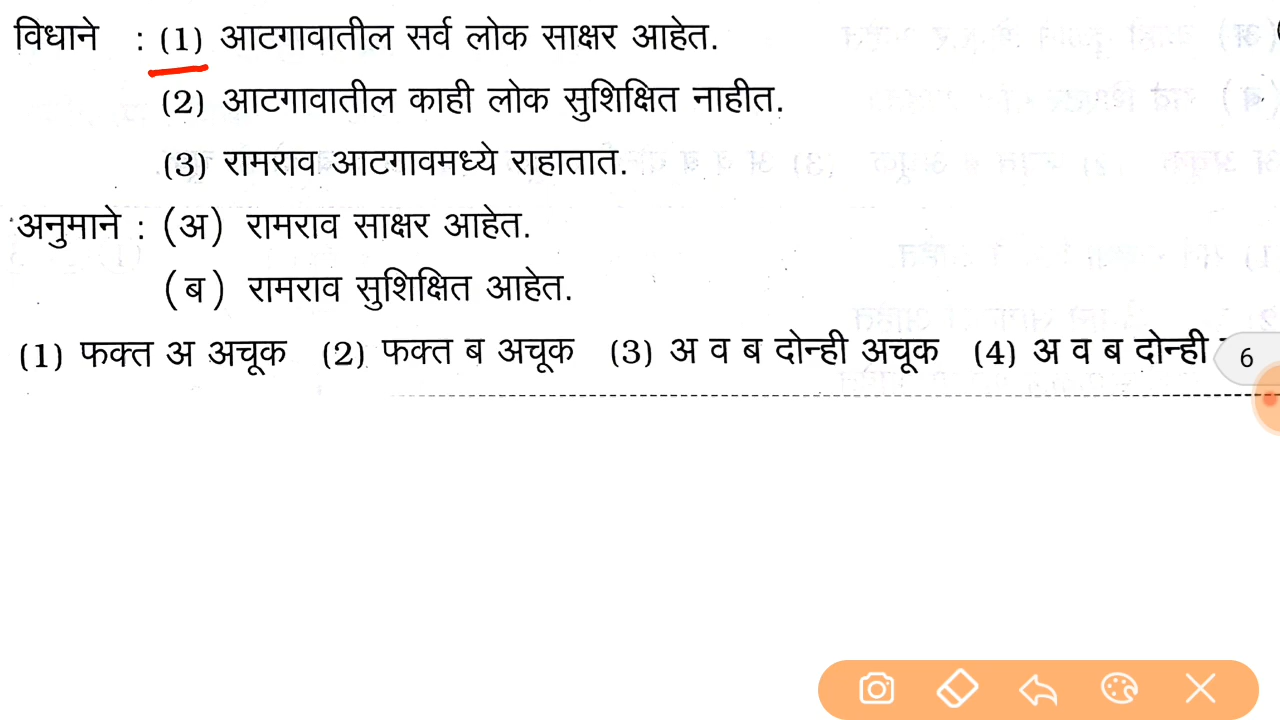 विधाने : (1) आटगावातील सर्व लोक साक्षर आहेत.
(2) आटगावातील काही लोक सुशिक्षित नाहीत.
(3) रामराव आटगावमध्ये राहातात.
अनुमाने : (अ) रामराव साक्षर आहेत.
(ब) रामराव सुशिक्षित आहेत.
(1) फक्त अ अचूक (2) फक्त ब अचूक (3) अ व ब दोन्ही अचूक (4) अ व ब दोन्ही
6